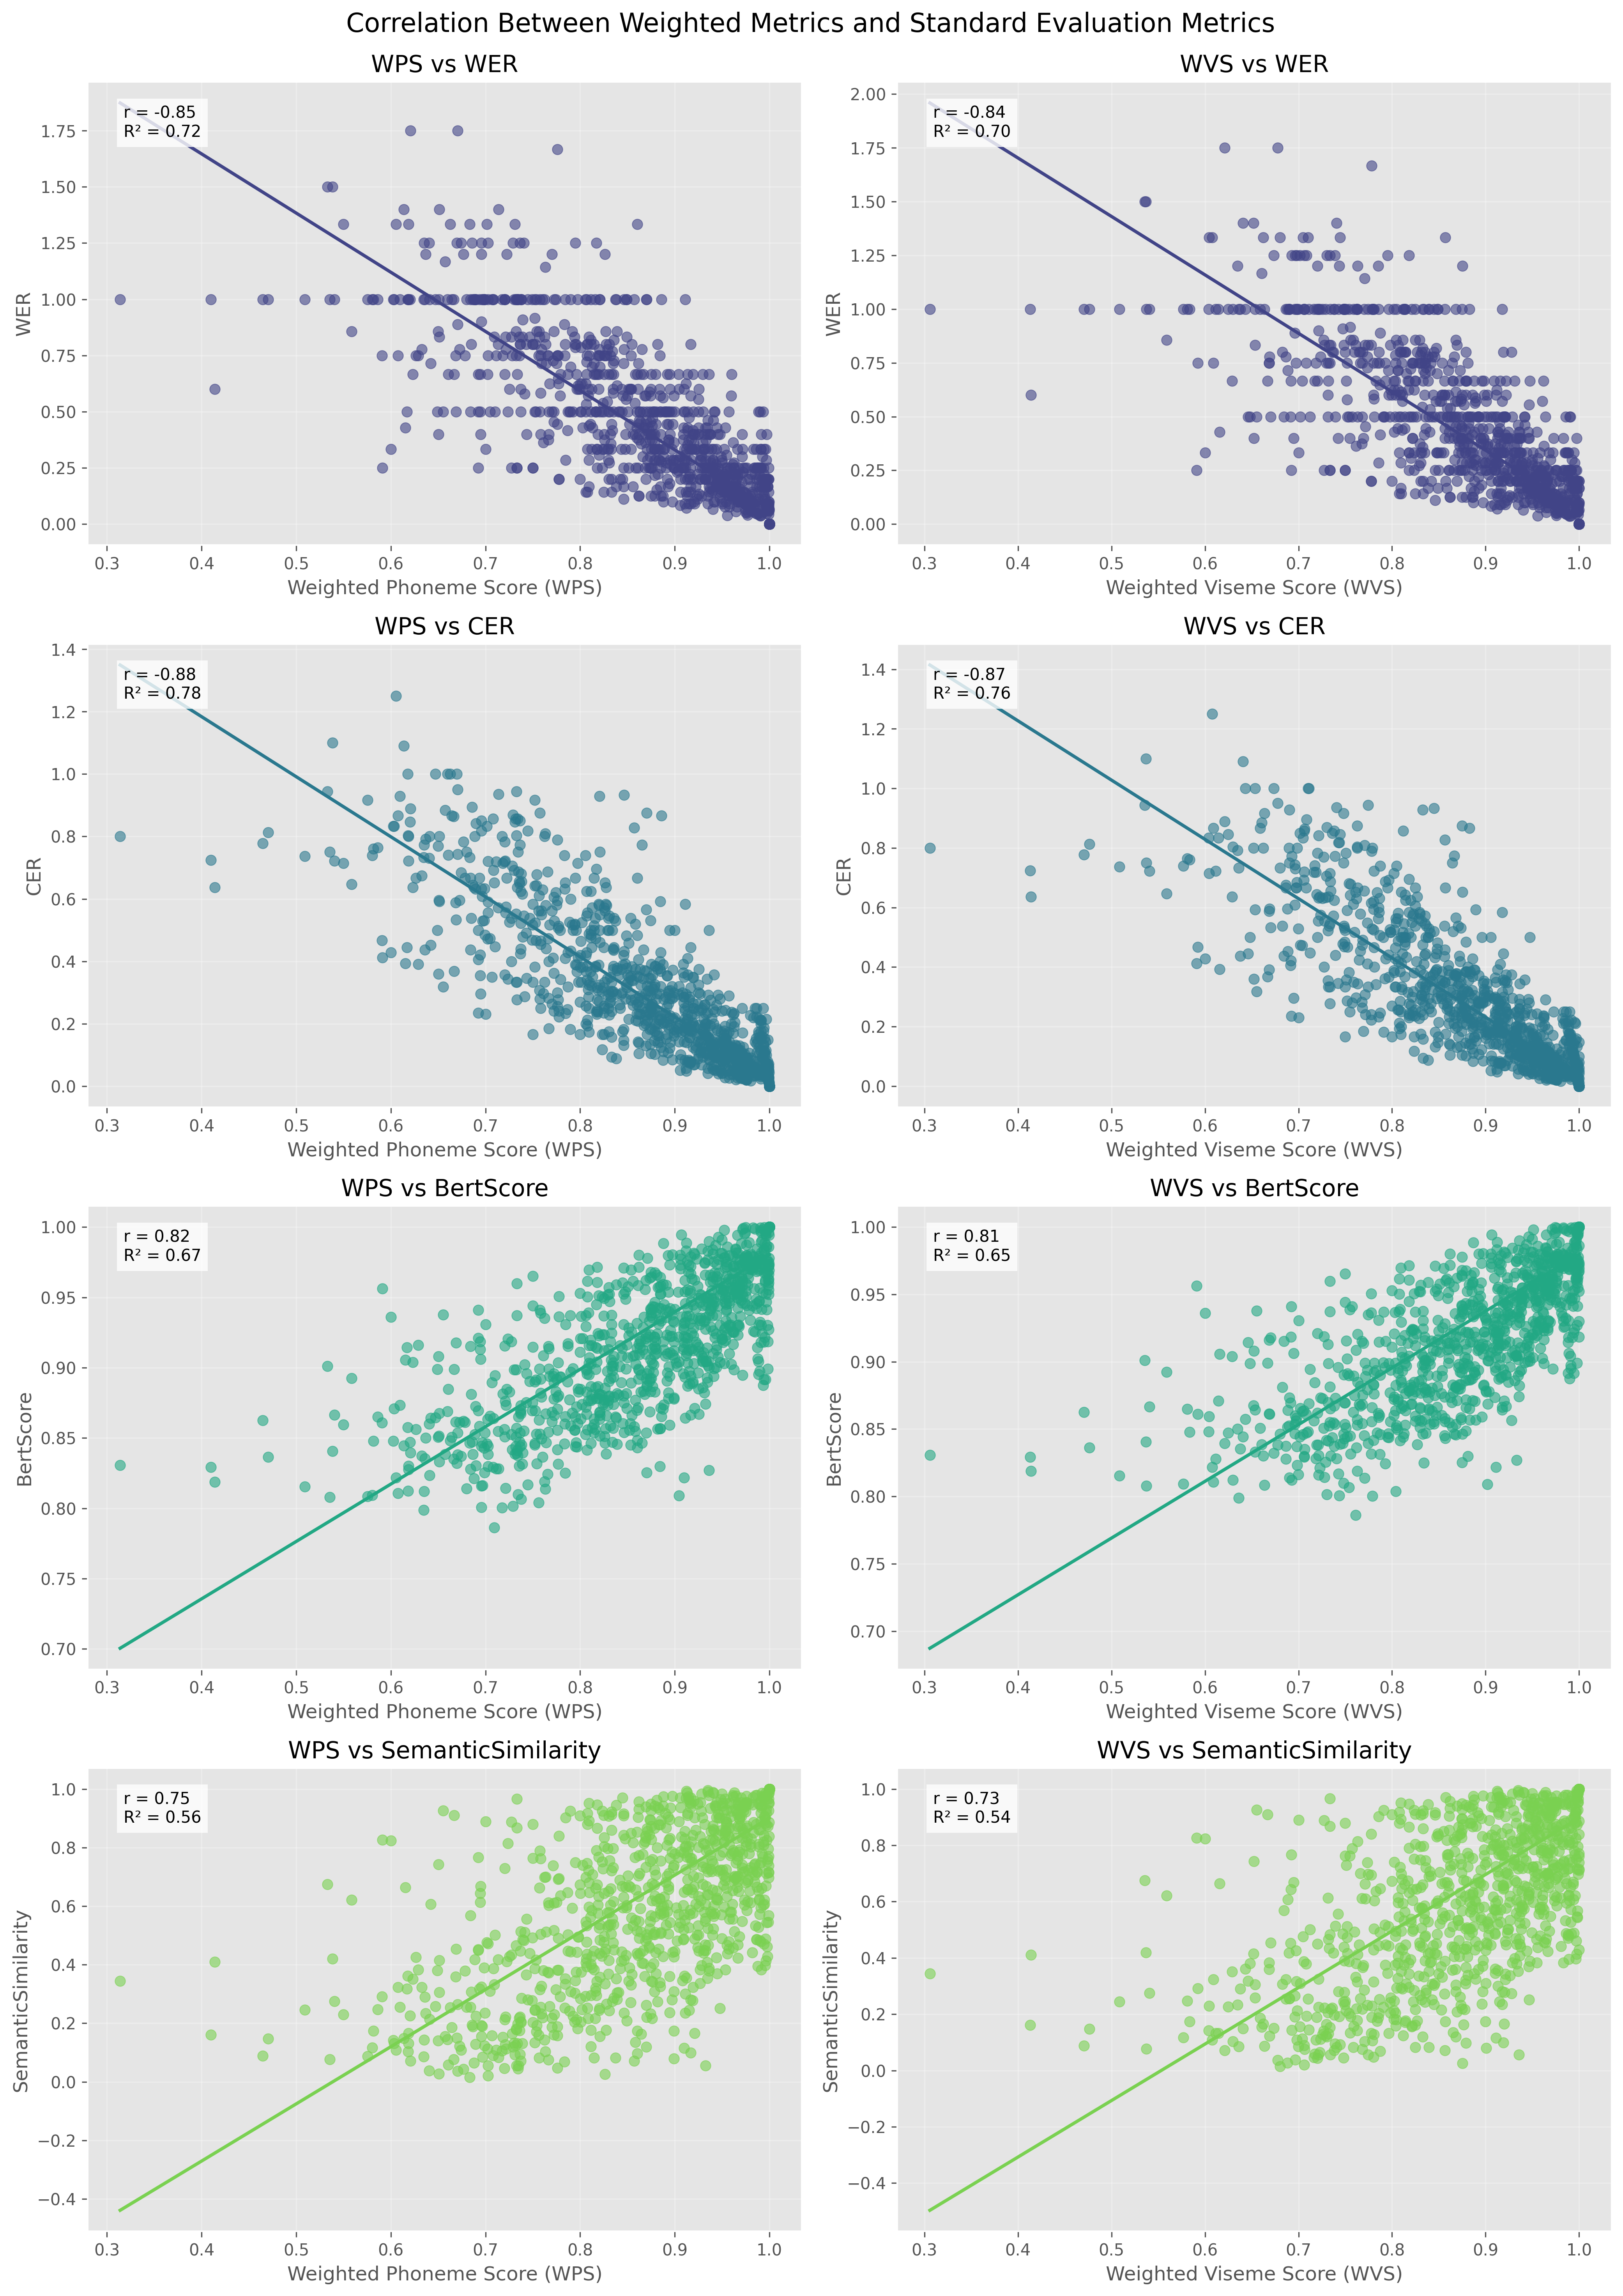 Correlation Between Weighted Metrics and Standard Evaluation Metrics
WPS vs WER
r = -0.85
R² = 0.72
WER
1.75
1.50
1.25
1.00
0.75
0.50
0.25
0.00
0.3 0.4 0.5 0.6 0.7 0.8 0.9 1.0
Weighted Phoneme Score (WPS)
WVS vs WER
r = -0.84
R² = 0.70
WER
2.00
1.75
1.50
1.25
1.00
0.75
0.50
0.25
0.00
0.3 0.4 0.5 0.6 0.7 0.8 0.9 1.0
Weighted Viseme Score (WVS)
WPS vs CER
r = -0.88
R² = 0.78
CER
1.4
1.2
1.0
0.8
0.6
0.4
0.2
0.0
0.3 0.4 0.5 0.6 0.7 0.8 0.9 1.0
Weighted Phoneme Score (WPS)
WVS vs CER
r = -0.87
R² = 0.76
CER
1.4
1.2
1.0
0.8
0.6
0.4
0.2
0.0
0.3 0.4 0.5 0.6 0.7 0.8 0.9 1.0
Weighted Viseme Score (WVS)
WPS vs BertScore
r = 0.82
R² = 0.67
BertScore
1.00
0.95
0.90
0.85
0.80
0.75
0.70
0.3 0.4 0.5 0.6 0.7 0.8 0.9 1.0
Weighted Phoneme Score (WPS)
WVS vs BertScore
r = 0.81
R² = 0.65
BertScore
1.00
0.95
0.90
0.85
0.80
0.75
0.70
0.3 0.4 0.5 0.6 0.7 0.8 0.9 1.0
Weighted Viseme Score (WVS)
WPS vs SemanticSimilarity
r = 0.75
R² = 0.56
SemanticSimilarity
1.0
0.8
0.6
0.4
0.2
0.0
−0.2
−0.4
0.3 0.4 0.5 0.6 0.7 0.8 0.9 1.0
Weighted Phoneme Score (WPS)
WVS vs SemanticSimilarity
r = 0.73
R² = 0.54
SemanticSimilarity
1.0
0.8
0.6
0.4
0.2
0.0
−0.2
−0.4
0.3 0.4 0.5 0.6 0.7 0.8 0.9 1.0
Weighted Viseme Score (WVS)